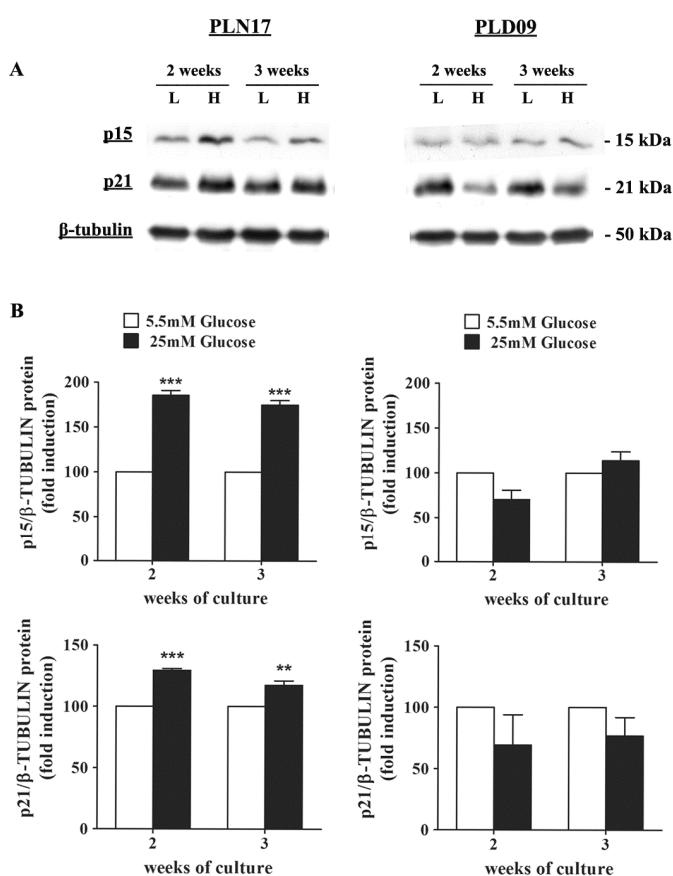 PLN17 PLD09
A 2 weeks 3 weeks 2 weeks 3 weeks
L H L H L H L H
p15 - 15 kDa
p21 - 21 kDa
β-tubulin - 50 kDa
B
5.5mM Glucose
25mM Glucose
5.5mM Glucose
25mM Glucose
p15/β-TUBULIN protein
(fold induction)
200
150
100
50
0
*** ***
2 3
weeks of culture
p15/β-TUBULIN protein
(fold induction)
200
150
100
50
0
2 3
weeks of culture
p21/β-TUBULIN protein
(fold induction)
150
100
50
0
*** **
2 3
weeks of culture
p21/β-TUBULIN protein
(fold induction)
150
100
50
0
2 3
weeks of culture